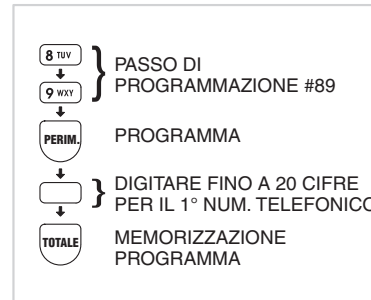 8 TUV
PASSO DI
PROGRAMMAZIONE #89
9 WXY
PERIM.
PROGRAMMA
DIGITARE FINO A 20 CIFRE
PER IL 1° NUM. TELEFONICO
TOTALE
MEMORIZZAZIONE
PROGRAMMA